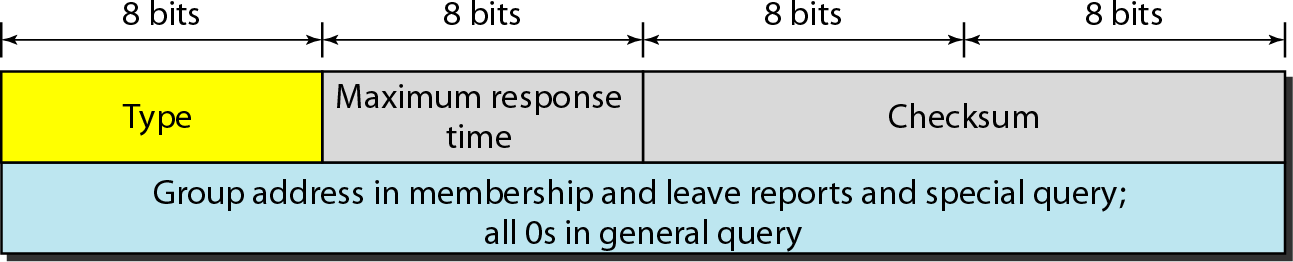 8 bits 8 bits 8 bits 8 bits
Type
Maximum response
time
Checksum
Group address in membership and leave reports and special query;
all 0s in general query